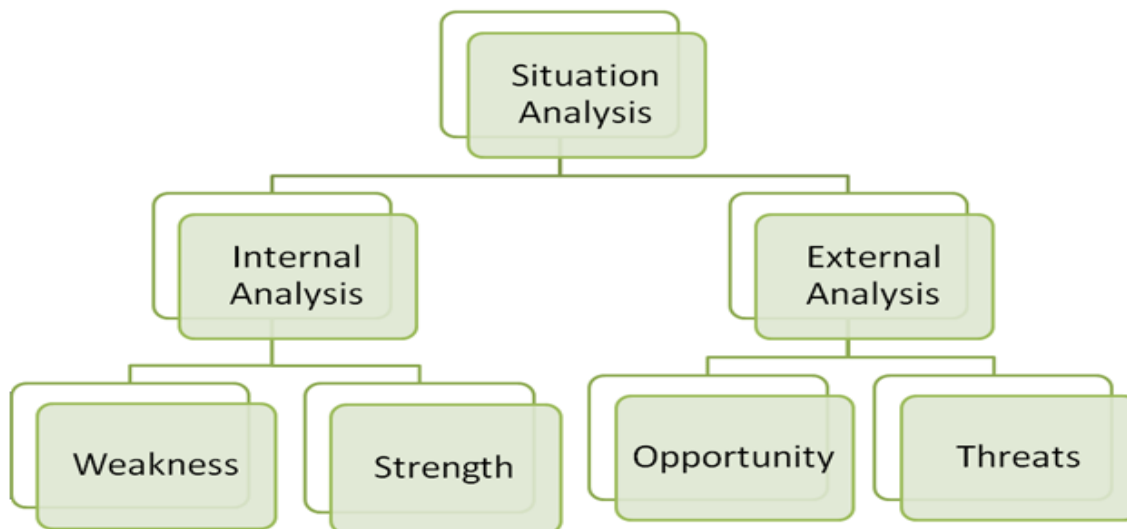 Situation
Analysis
Internal
Analysis
External
Analysis
Weakness
Strength
Opportunity
Threats